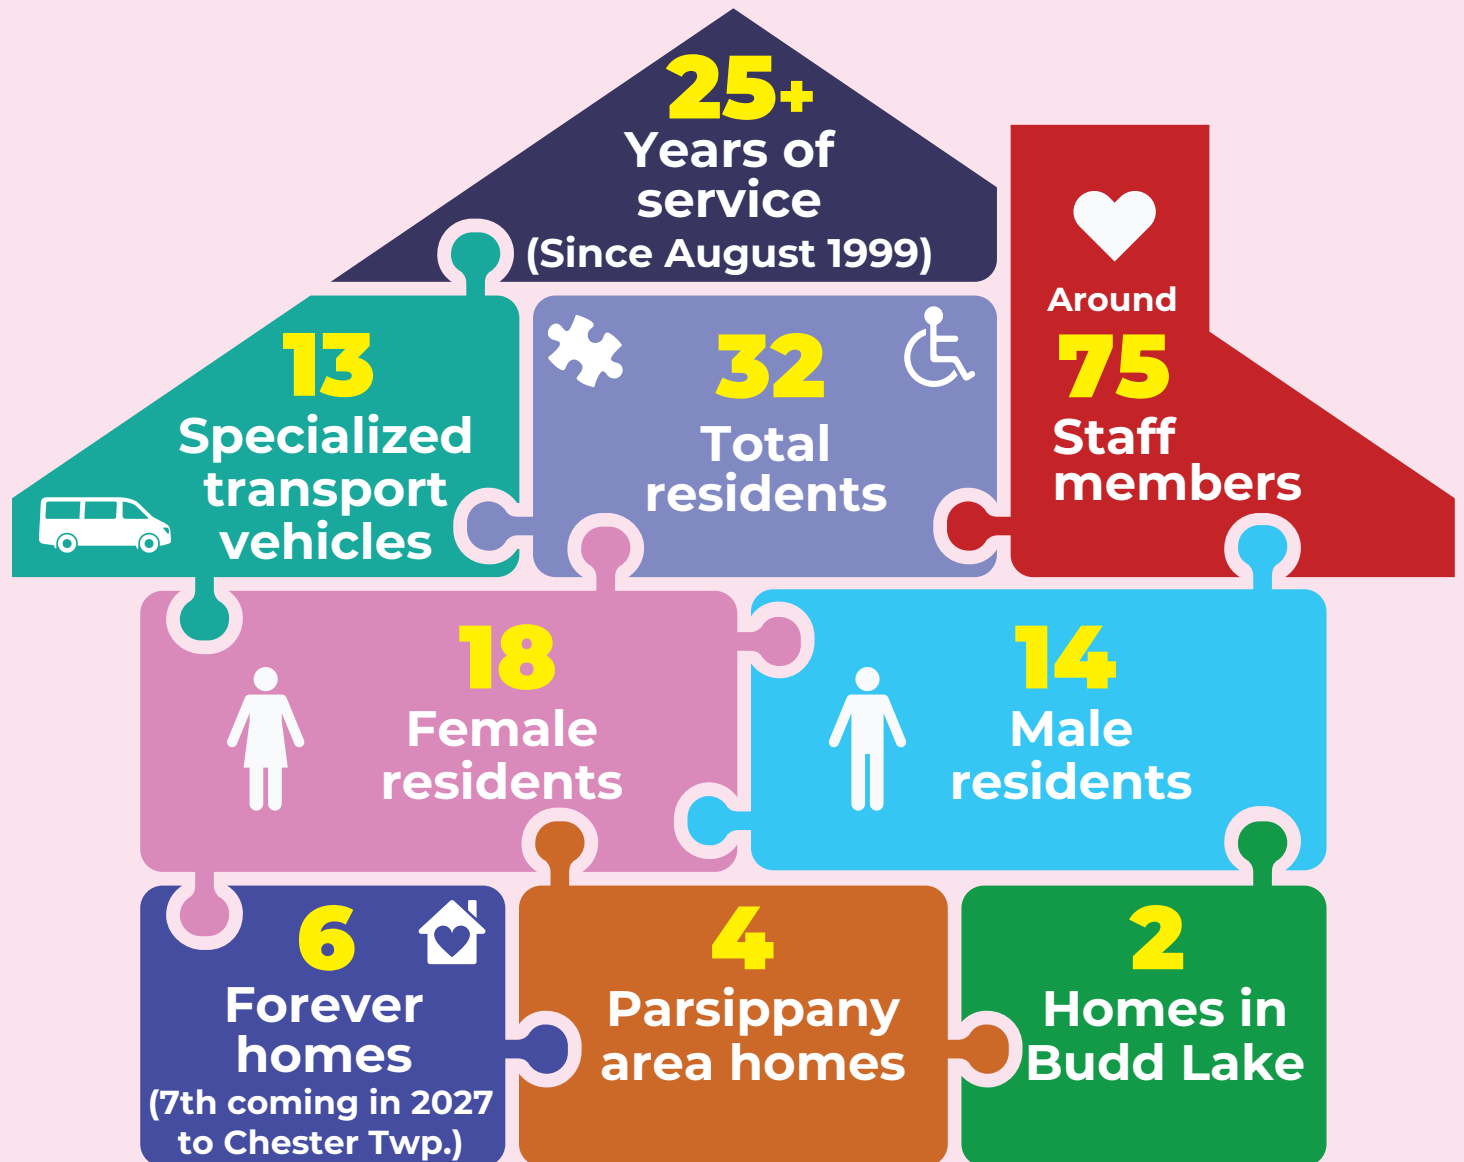 25+
Years of
service
(Since August 1999)
13
Specialized
transport
vehicles
32
Total
residents
Around
75
Staff
members
18
Female
residents
14
Male
residents
6
Forever
homes
(7th coming in 2027
to Chester Twp.)
4
Parsippany
area homes
2
Homes in
Budd Lake